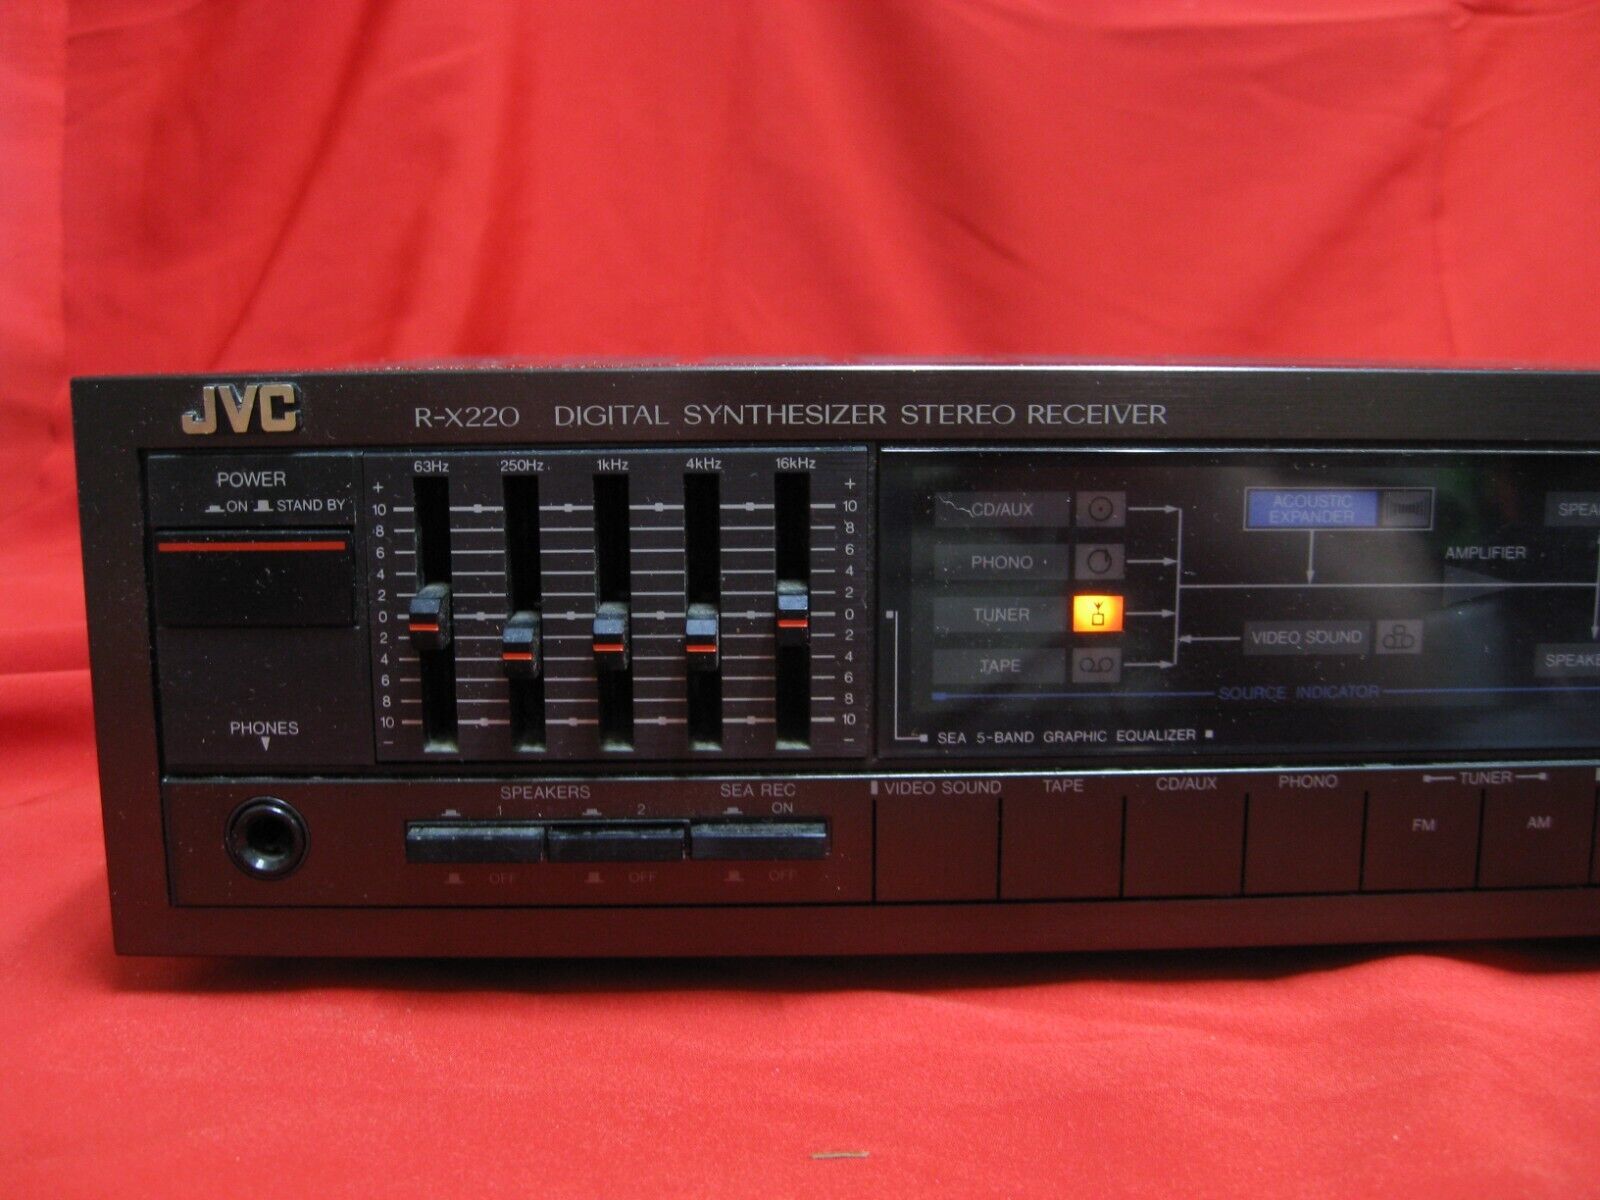 JVC
R-X220 DIGITAL SYNTHESIZER STEREO RECEIVER
POWER
ON STAND BY
PHONES
63Hz 250Hz 1kHz 4kHz 16kHz
+ +
10 10
8 8
6 6
4 4
2 2
0 0
2 2
4 4
6 6
8 8
10 10
- -
CD/AUX
PHONO
TUNER
TAPE
ACOUSTIC
EXPANDER
AMPLIFIER
VIDEO SOUND
SOURCE INDICATOR
SEA 5-BAND GRAPHIC EQUALIZER
SPEAKERS
1 2
OFF OFF
SEA REC
ON
OFF
VIDEO SOUND TAPE CD/AUX PHONO TUNER
FM AM